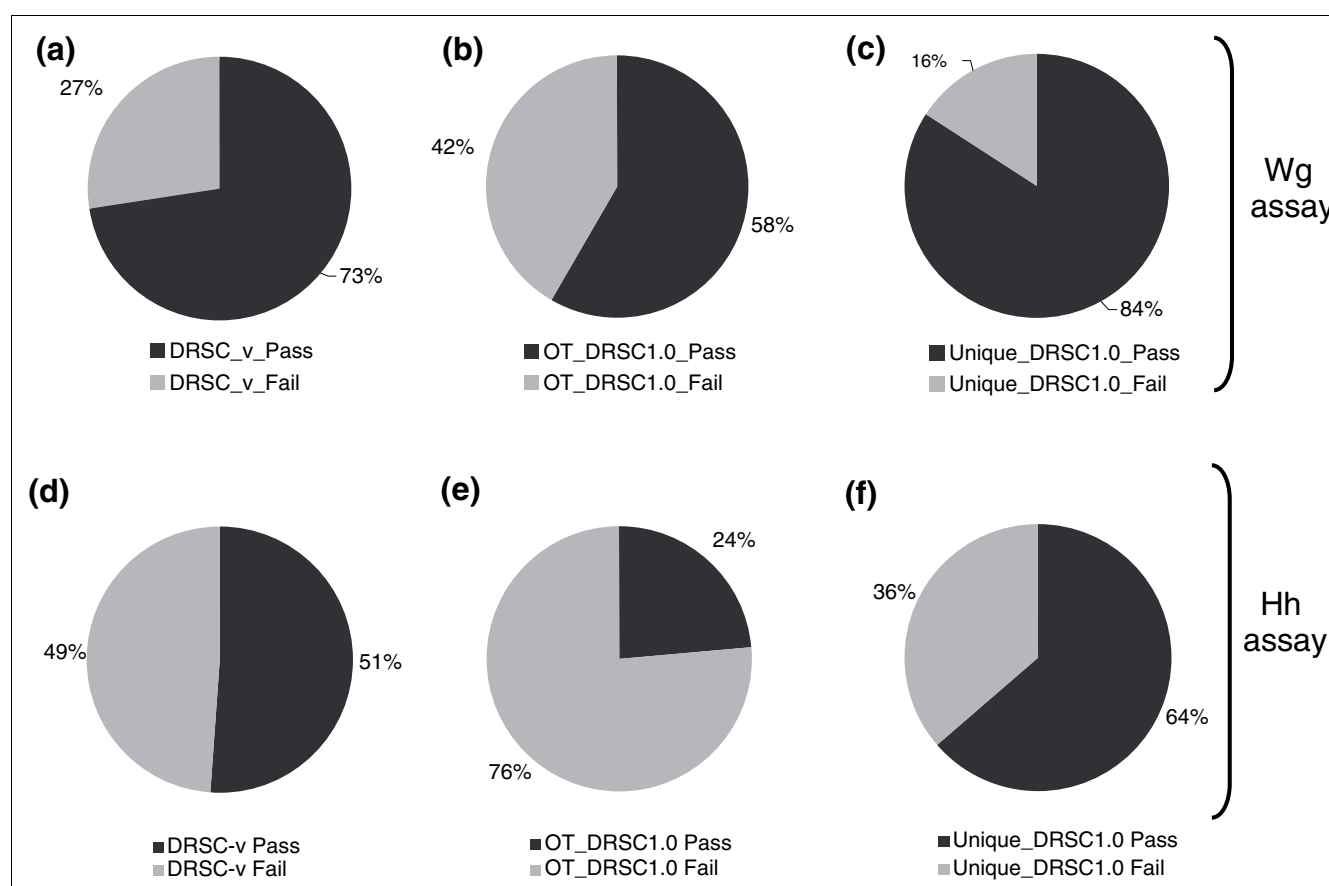 (a)
27%
73%
DRSC_v_Pass
DRSC_v_Fail
(b)
42%
58%
OT_DRSC1.0_Pass
OT_DRSC1.0_Fail
(c)
16%
84%
Unique_DRSC1.0_Pass
Unique_DRSC1.0_Fail
Wg
assay
(d)
49%
51%
DRSC-v Pass
DRSC-v Fail
(e)
24%
76%
OT_DRSC1.0 Pass
OT_DRSC1.0 Fail
(f)
36%
64%
Unique_DRSC1.0 Pass
Unique_DRSC1.0 Fail
Hh
assay